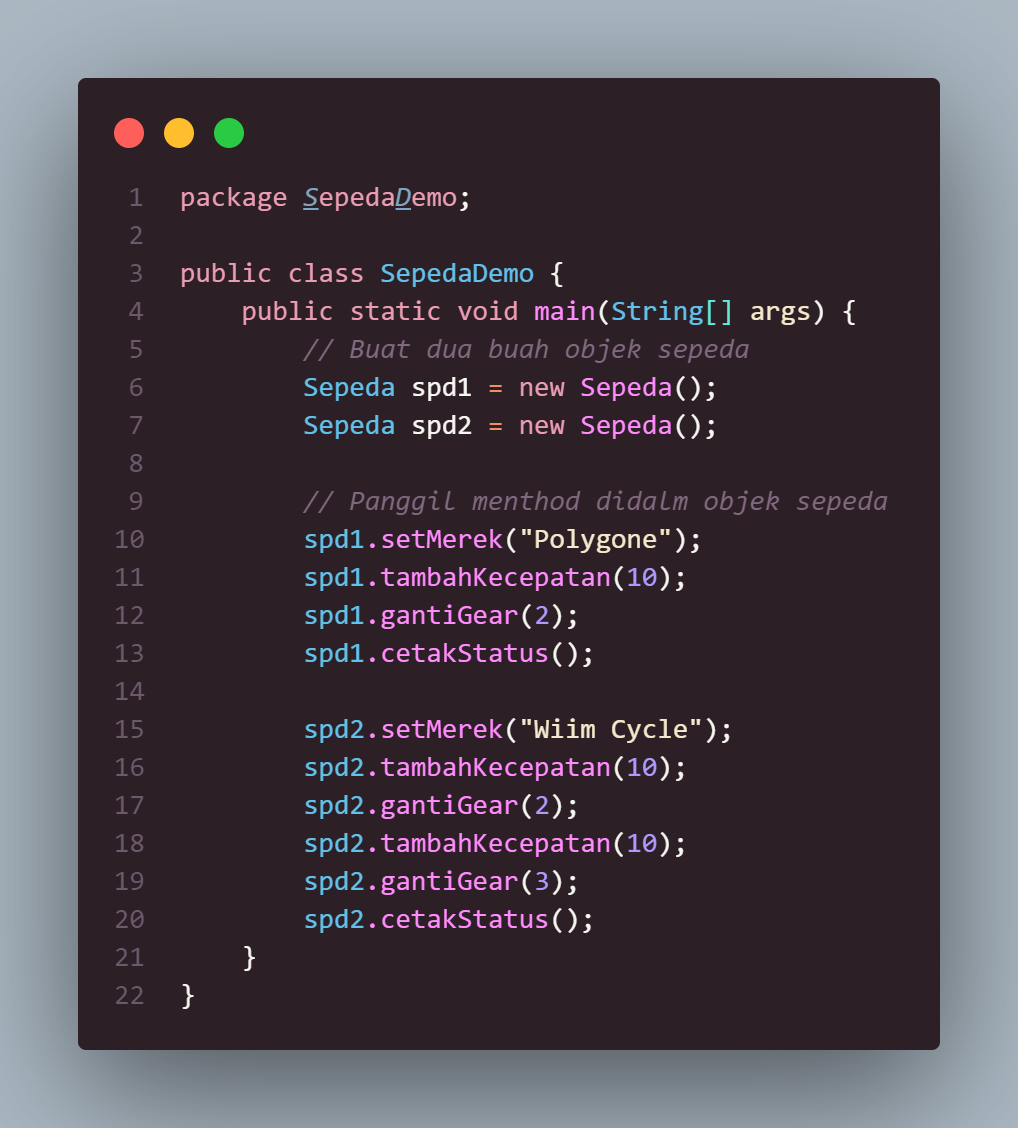 1 package SepedaDemo;
2
3 public class SepedaDemo {
4     public static void main(String[] args) {
5         // Buat dua buah objek sepeda
6         Sepeda spd1 = new Sepeda();
7         Sepeda spd2 = new Sepeda();
8
9         // Panggil menthod didalm objek sepeda
10         spd1.setMerek("Polygone");
11         spd1.tambahKecepatan(10);
12         spd1.gantiGear(2);
13         spd1.cetakStatus();
14
15         spd2.setMerek("Wiim Cycle");
16         spd2.tambahKecepatan(10);
17         spd2.gantiGear(2);
18         spd2.tambahKecepatan(10);
19         spd2.gantiGear(3);
20         spd2.cetakStatus();
21     }
22 }